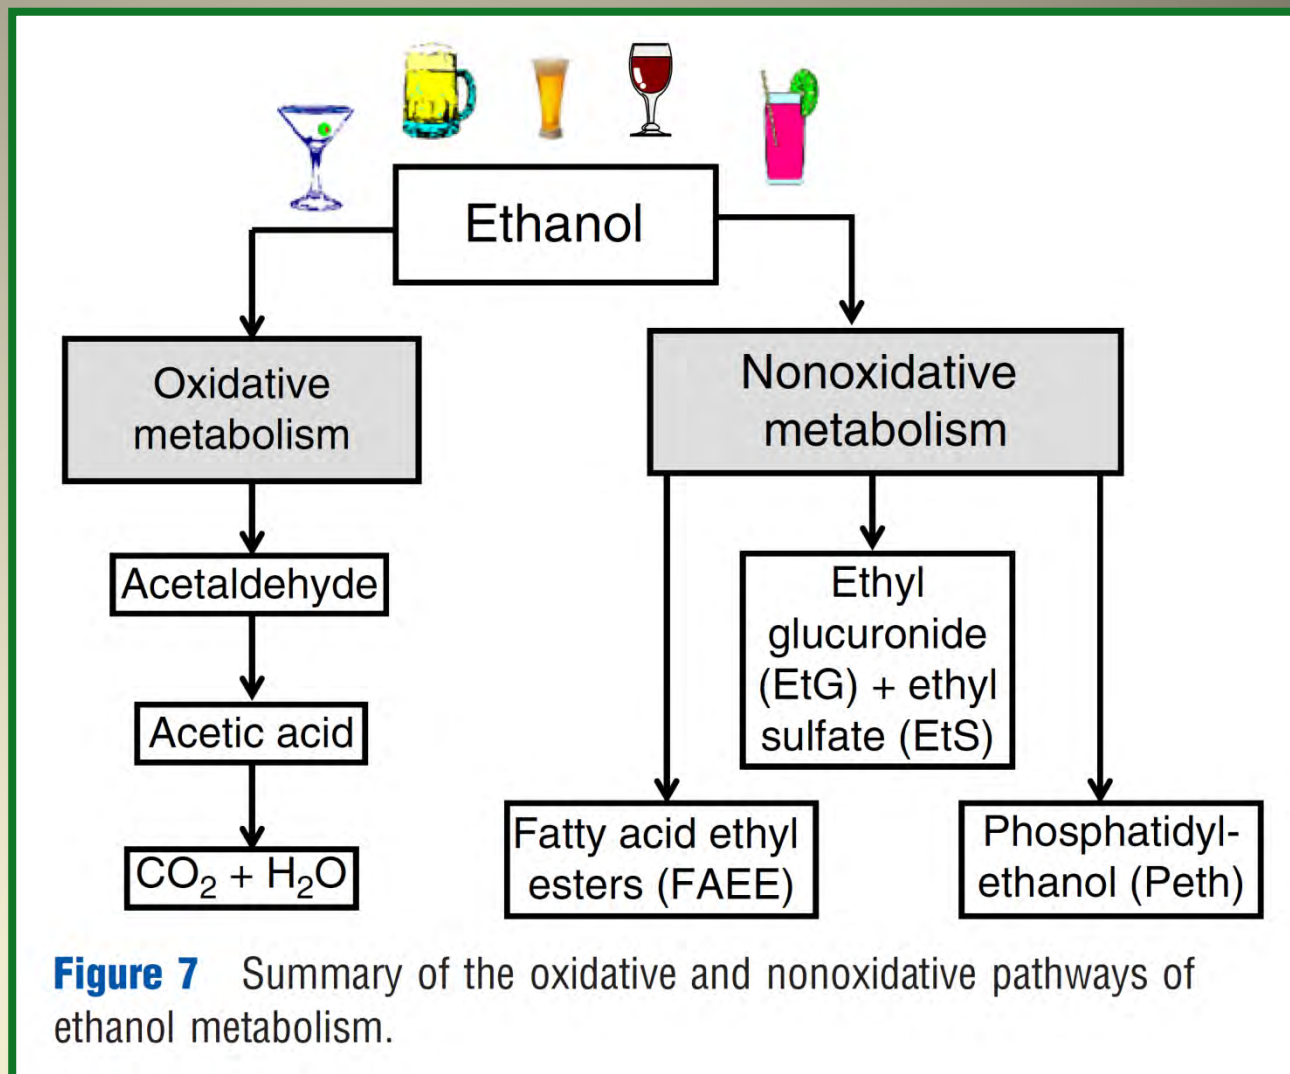 Ethanol
Oxidative
metabolism
Nonoxidative
metabolism
Acetaldehyde
Acetic acid
CO₂ + H₂O
Ethyl
glucuronide
(EtG) + ethyl
sulfate (EtS)
Fatty acid ethyl
esters (FAEE)
Phosphatidyl-
ethanol (Peth)
Figure 7 Summary of the oxidative and nonoxidative pathways of
ethanol metabolism.